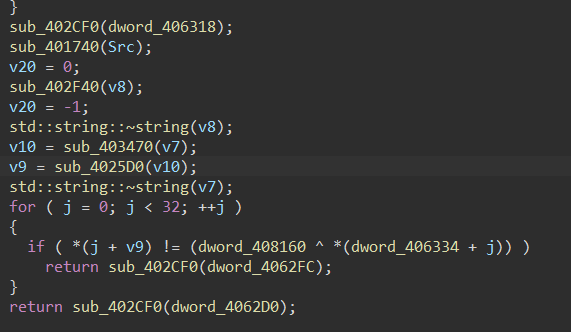 }
sub_402CF0(dword_406318);
sub_401740(Src);
v20 = 0;
sub_402F40(v8);
v20 = -1;
std::string::~string(v8);
v10 = sub_403470(v7);
v9 = sub_4025D0(v10);
std::string::~string(v7);
for ( j = 0; j < 32; ++j )
{
if ( *(j + v9) != (dword_408160 ^ *(dword_406334 + j)) )
return sub_402CF0(dword_4062FC);
}
return sub_402CF0(dword_4062D0);